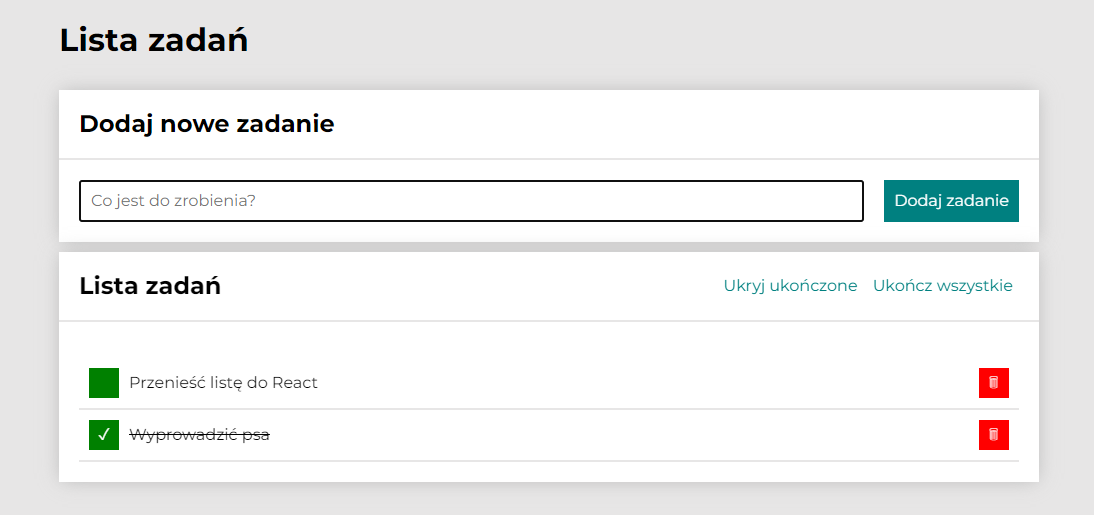 Lista zadań
Dodaj nowe zadanie
Co jest do zrobienia?
Dodaj zadanie
Lista zadań
Ukryj ukończone
Ukończ wszystkie
Przenieść listę do React
✓ Wyprowadzić psa